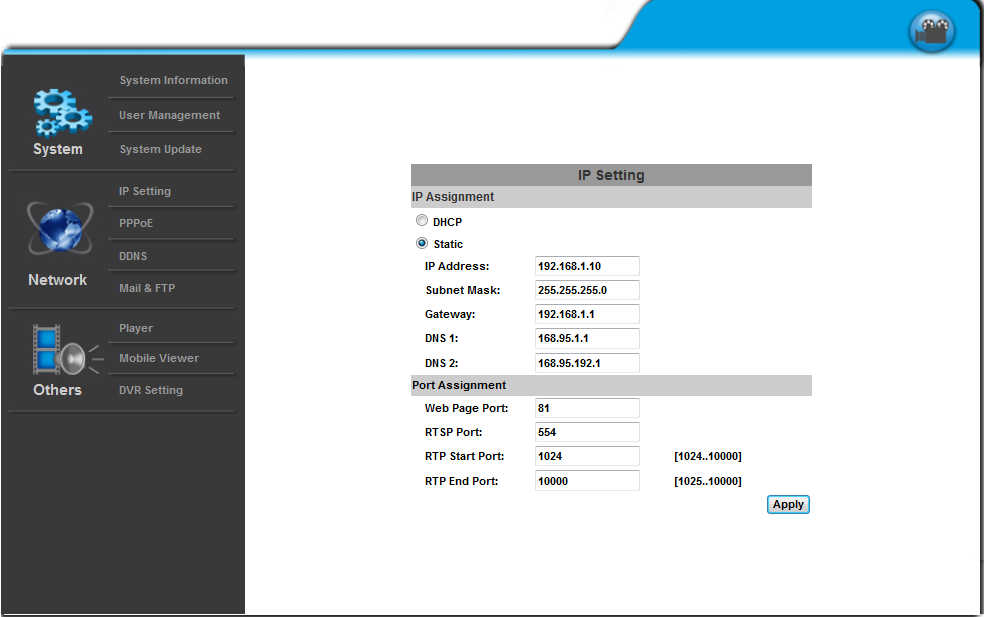 System Information
User Management
System Update
System
IP Setting
PPPoE
DDNS
Mail & FTP
Network
Player
Mobile Viewer
DVR Setting
Others
IP Setting
IP Assignment
DHCP
Static
IP Address: 192.168.1.10
Subnet Mask: 255.255.255.0
Gateway: 192.168.1.1
DNS 1: 168.95.1.1
DNS 2: 168.95.192.1
Port Assignment
Web Page Port: 81
RTSP Port: 554
RTP Start Port: 1024 [1024..10000]
RTP End Port: 10000 [1025..10000]
Apply